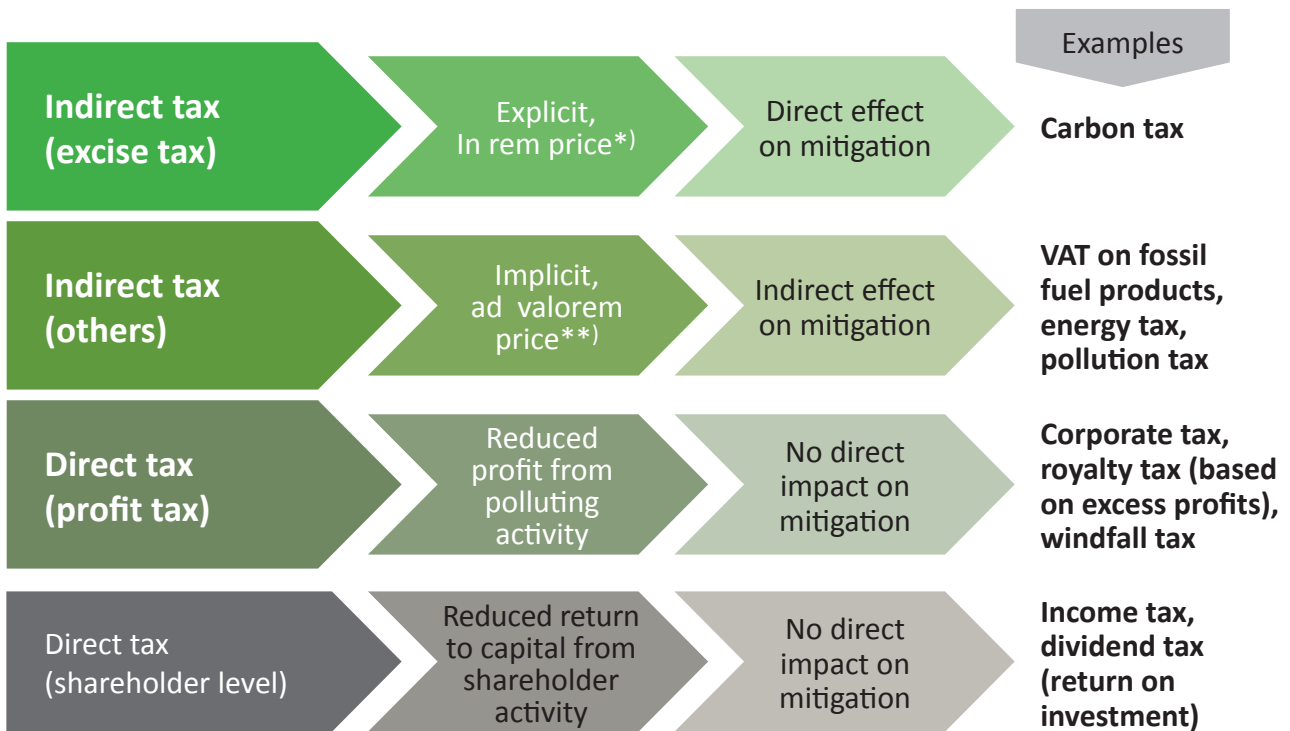 Examples
Indirect tax
(excise tax)
Explicit,
In rem price*)
Direct effect
on mitigation
Carbon tax
Indirect tax
(others)
Implicit,
ad valorem
price**)
Indirect effect
on mitigation
VAT on fossil
fuel products,
energy tax,
pollution tax
Direct tax
(profit tax)
Reduced
profit from
polluting
activity
No direct
impact on
mitigation
Corporate tax,
royalty tax (based
on excess profits),
windfall tax
Direct tax
(shareholder level)
Reduced return
to capital from
shareholder
activity
No direct
impact on
mitigation
Income tax,
dividend tax
(return on
investment)